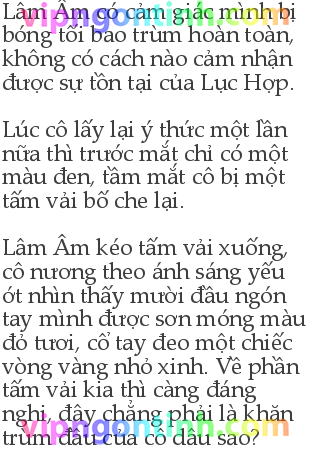 Lâm Âm có cảm giác mình bị
bóng tối bao trùm hoàn toàn,
không có cách nào cảm nhận
được sự tồn tại của Lục Hợp.
Lúc cô lấy lại ý thức một lần
nữa thì trước mắt chỉ có một
màu đen, tầm mắt cô bị một
tấm vải bố che lại.
Lâm Âm kéo tấm vải xuống,
cô nương theo ánh sáng yếu
ớt nhìn thấy mười đầu ngón
tay mình được sơn móng màu
đỏ tươi, cổ tay đeo một chiếc
vòng vàng nhỏ xinh. Về phần
tấm vải kia thì càng đáng
nghi, đây chẳng phải là khăn
trùm đầu của cô dâu sao?
vipngontinh.com
vipngontinh.com